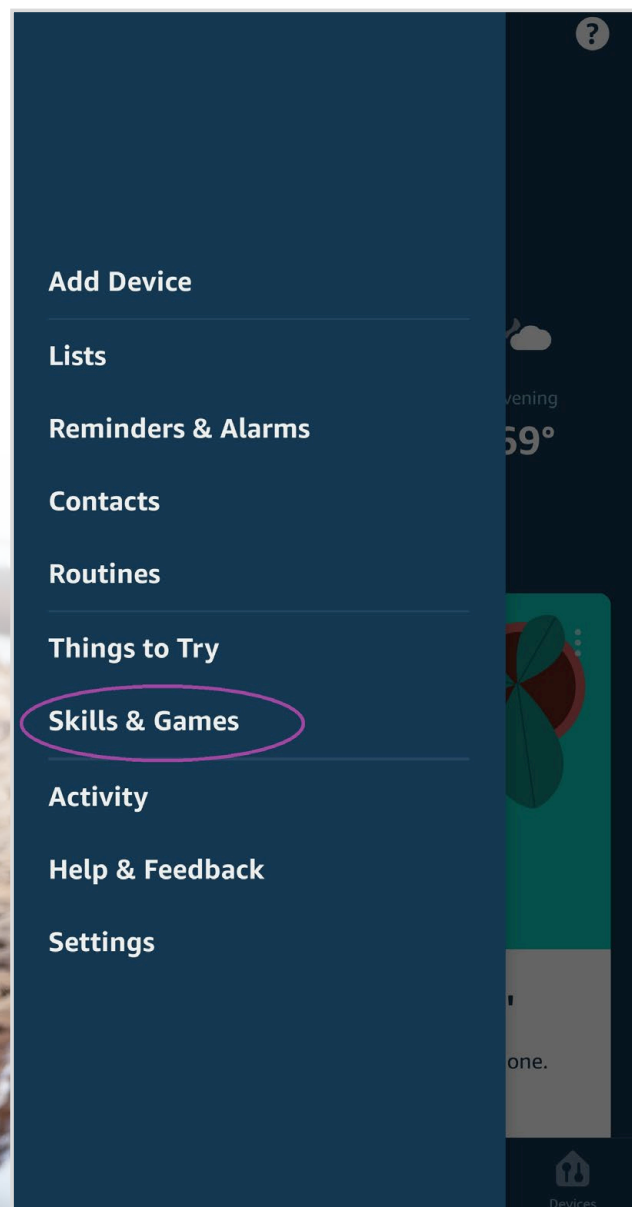 ?
Add Device
Lists
vening
Reminders & Alarms
69°
Contacts
Routines
Things to Try
Skills & Games
Activity
Help & Feedback
Settings
one.
Devices